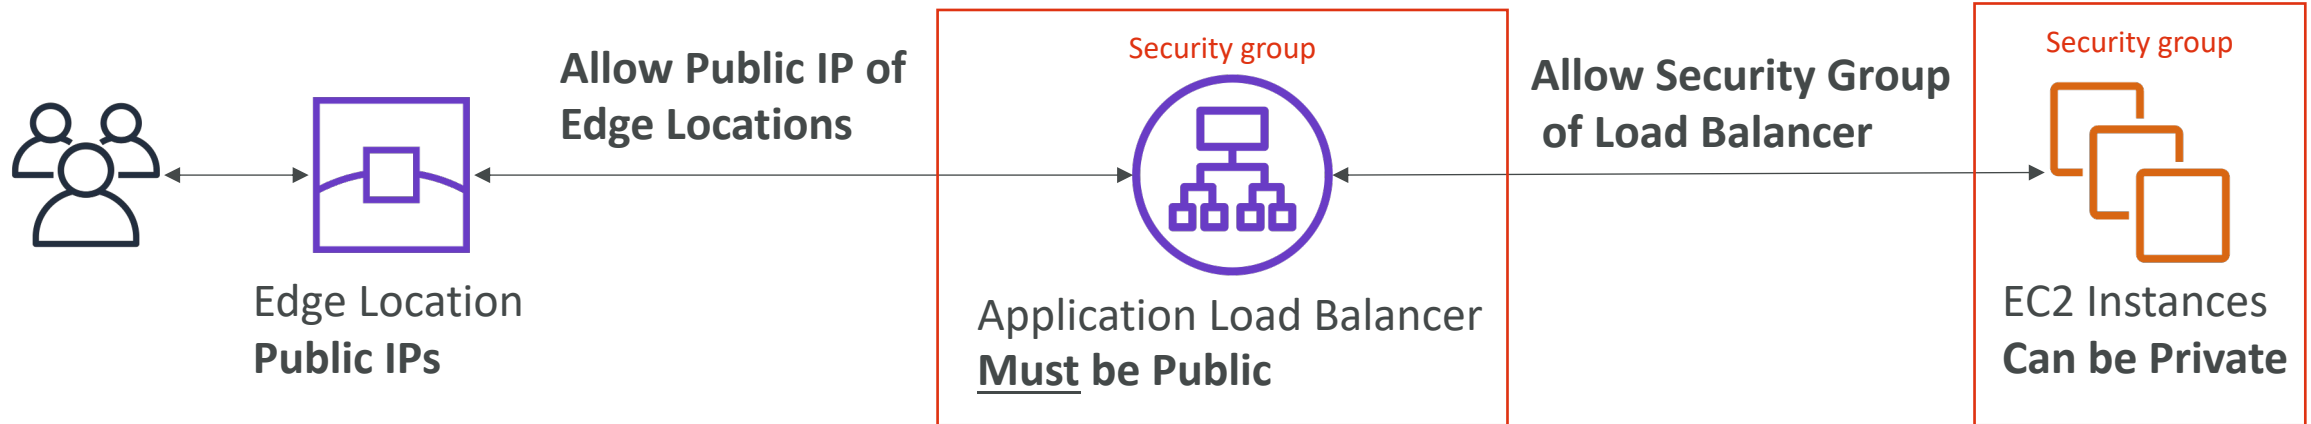 Allow Public IP of
Edge Locations
Edge Location
Public IPs
Security group
Application Load Balancer
Must be Public
Allow Security Group
of Load Balancer
Security group
EC2 Instances
Can be Private